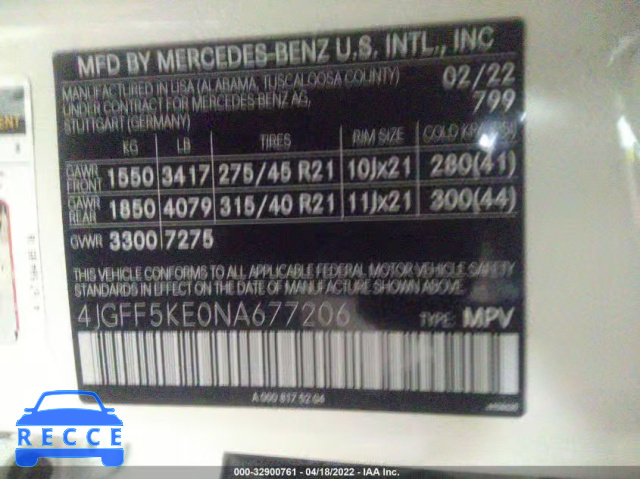 MFD BY MERCEDES-BENZ U.S. INTL., INC
MANUFACTURED IN USA (ALABAMA, TUSCALOOSA COUNTY) 02/22
UNDER CONTRACT FOR MERCEDES-BENZ AG, 799
STUTTGART (GERMANY)
KG LB TIRES RIM SIZE COLD
GAWR FRONT 1550 3417 275/45 R21 10Jx21 280(41)
GAWR REAR 1850 4079 315/40 R21 11Jx21 300(44)
GVWR 3300 7275
THIS VEHICLE CONFORMS TO ALL APPLICABLE FEDERAL MOTOR VEHICLE SAFETY
STANDARDS IN EFFECT ON THE DATE OF MANUFACTURE SHOWN ABOVE.
4JGFF5KE0NA677206 TYPE: MPV
A 000 817 52 04
RECCE
000-32900761 - 04/18/2022 - IAA Inc.